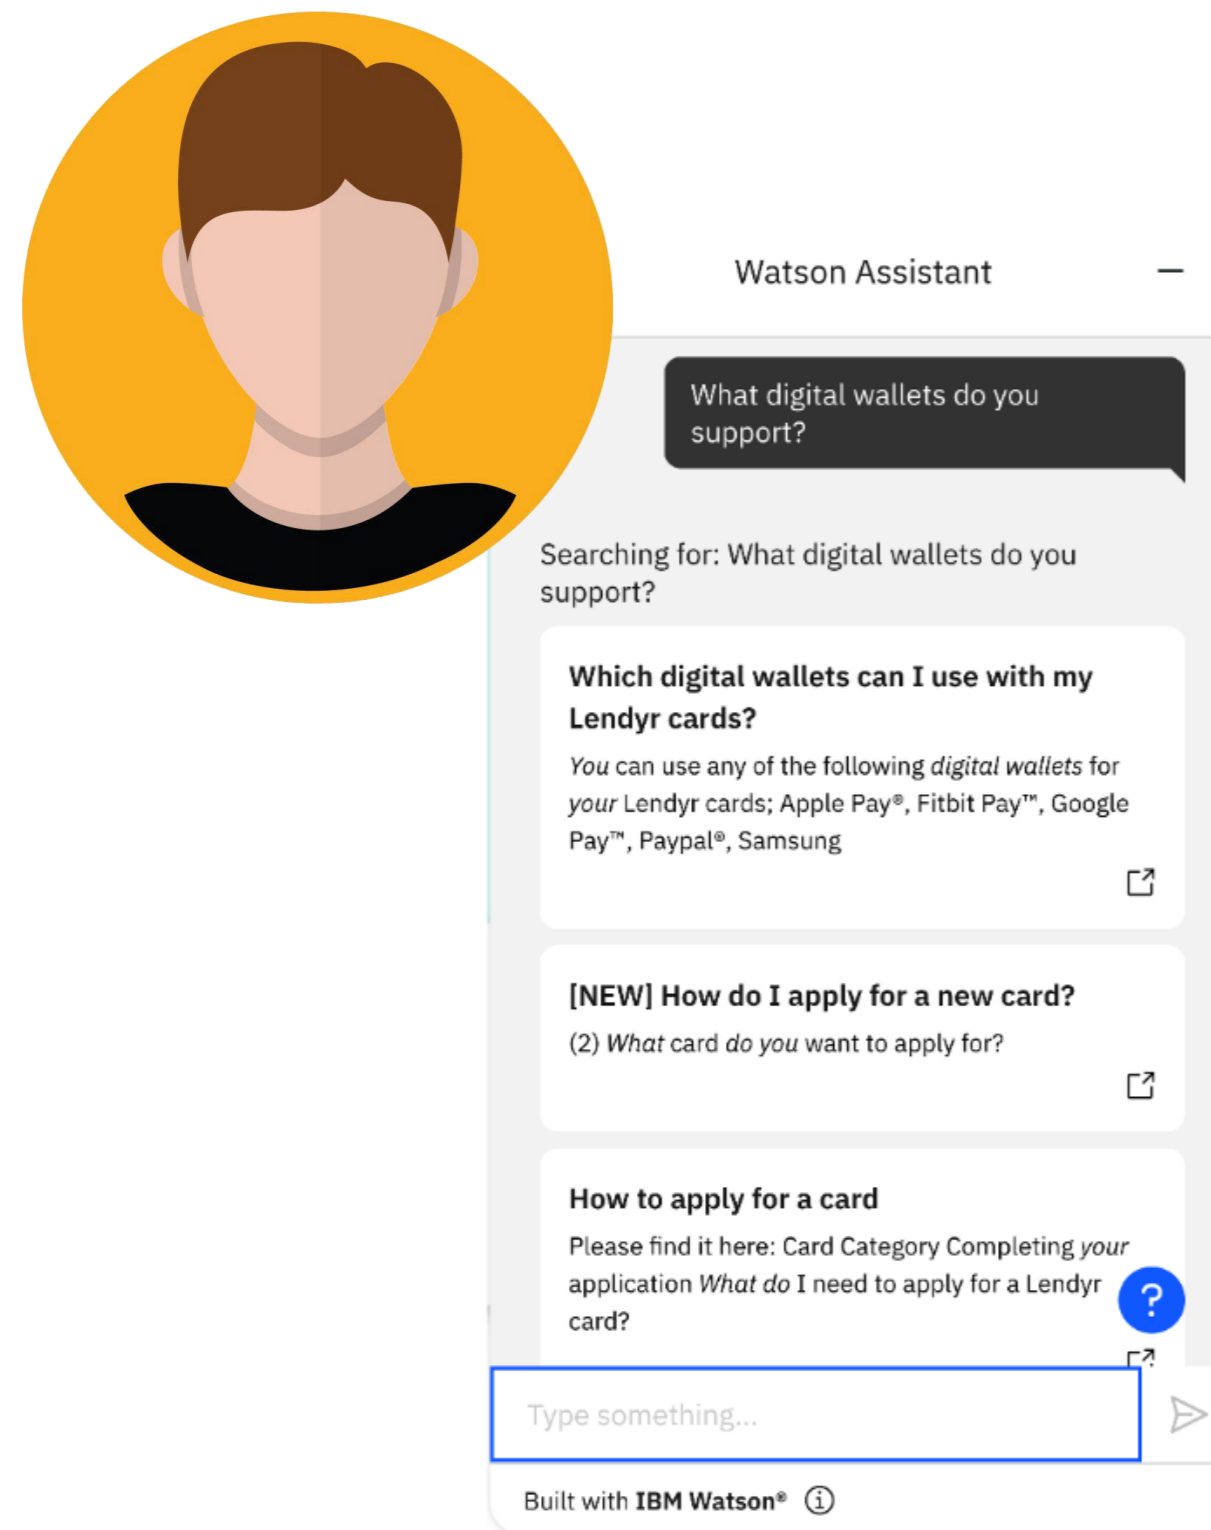 Watson Assistant
What digital wallets do you
support?
Searching for: What digital wallets do you
support?
Which digital wallets can I use with my
Lendyr cards?
You can use any of the following digital wallets for
your Lendyr cards; Apple Pay®, Fitbit Pay™, Google
Pay™, Paypal®, Samsung
[NEW] How do I apply for a new card?
(2) What card do you want to apply for?
How to apply for a card
Please find it here: Card Category Completing your
application What do I need to apply for a Lendyr
card?
?
Type something...
Built with IBM Watson®